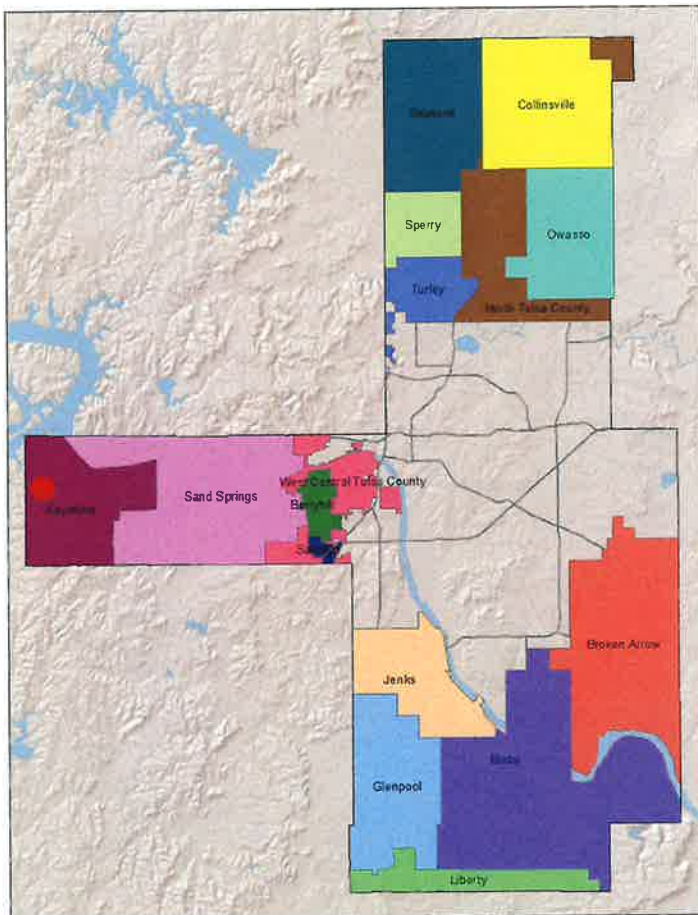 Skiatook
Collinsville
Sperry
Owasso
Turley
North Tulsa County
West Central Tulsa County
Sand Springs
Berryhill
Keystone
Broken Arrow
Jenks
Bixby
Glenpool
Liberty